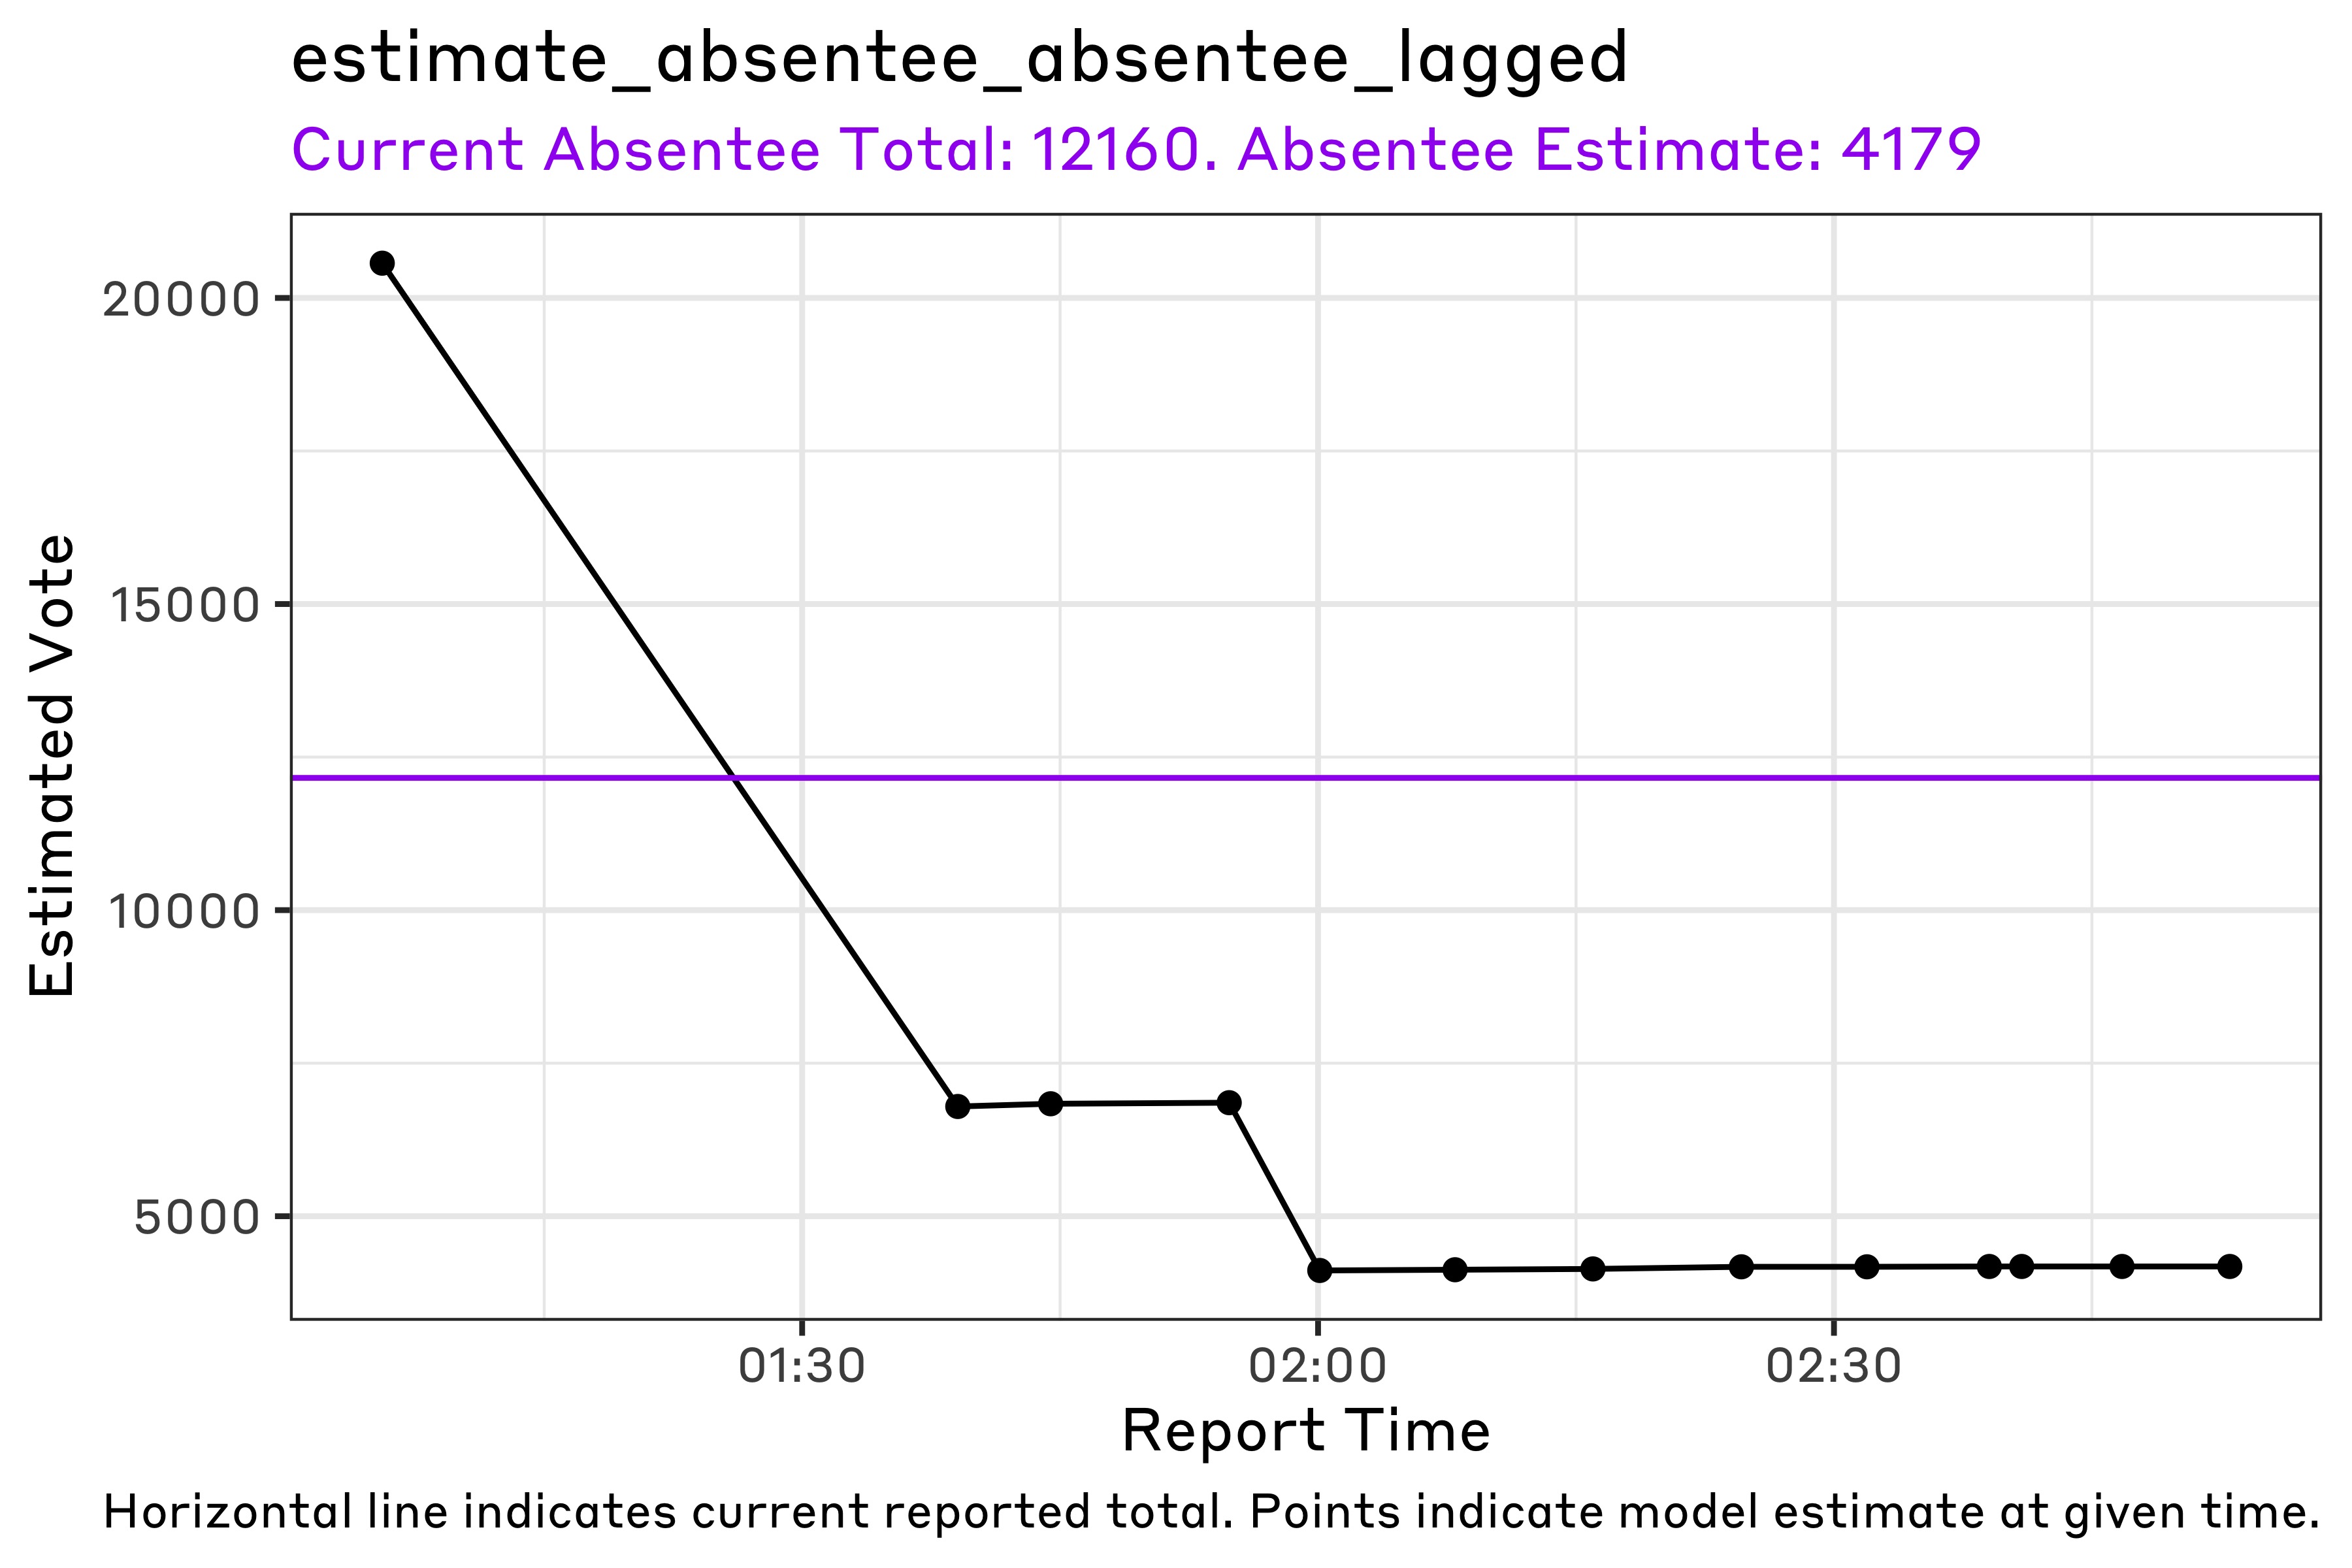 estimate_absentee_absentee_lagged
Current Absentee Total: 12160. Absentee Estimate: 4179
Estimated Vote
20000
15000
10000
5000
01:30 02:00 02:30
Report Time
Horizontal line indicates current reported total. Points indicate model estimate at given time.